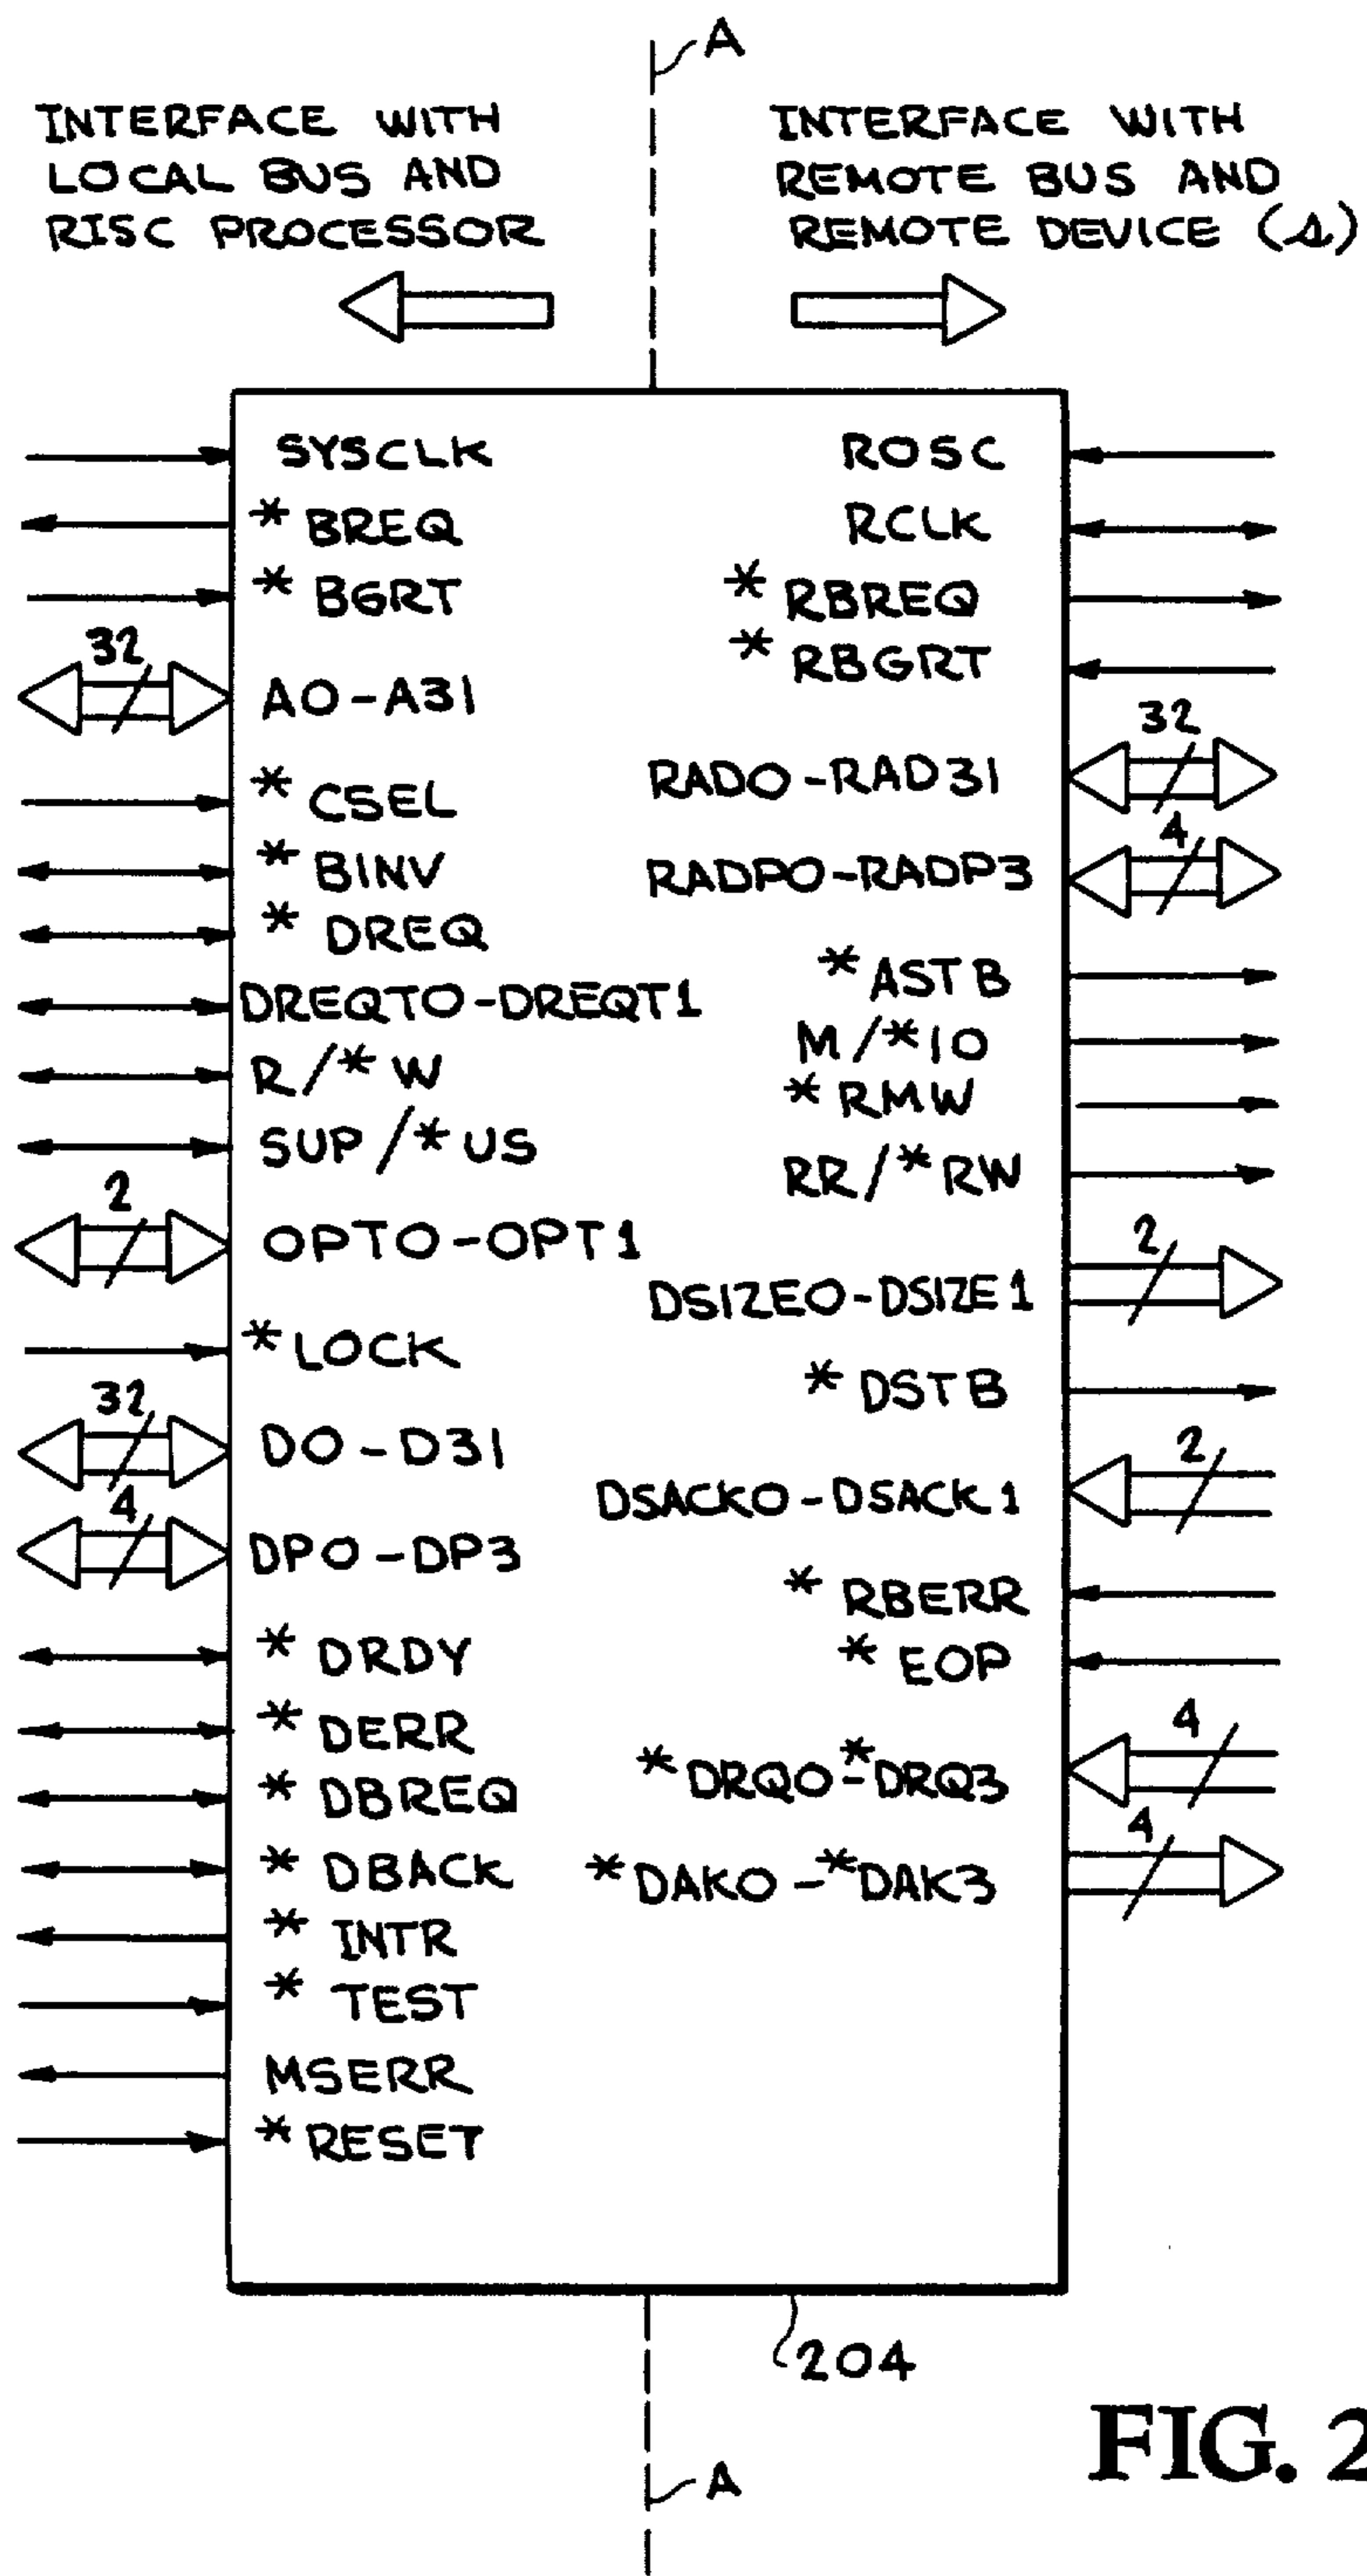 A
INTERFACE WITH
LOCAL BUS AND
RISC PROCESSOR
INTERFACE WITH
REMOTE BUS AND
REMOTE DEVICE (s)
SYSCLK
*BREQ
*BGRT
32
A0-A31
*CSEL
*BINV
*DREQ
DREQT0-DREQT1
R/*W
SUP/*US
2
OPT0-OPT1
*LOCK
32
D0-D31
4
DP0-DP3
*DRDY
*DERR
*DBREQ
*DBACK
*INTR
*TEST
MSERR
*RESET
ROSC
RCLK
*RBREQ
*RBGRT
32
RAD0-RAD31
4
RADP0-RADP3
*ASTB
M/*IO
*RMW
RR/*RW
2
DSIZE0-DSIZE1
*DSTB
2
DSACK0-DSACK1
*RBERR
*EOP
4
*DRQ0-*DRQ3
4
*DAK0-*DAK3
204
A
FIG. 2